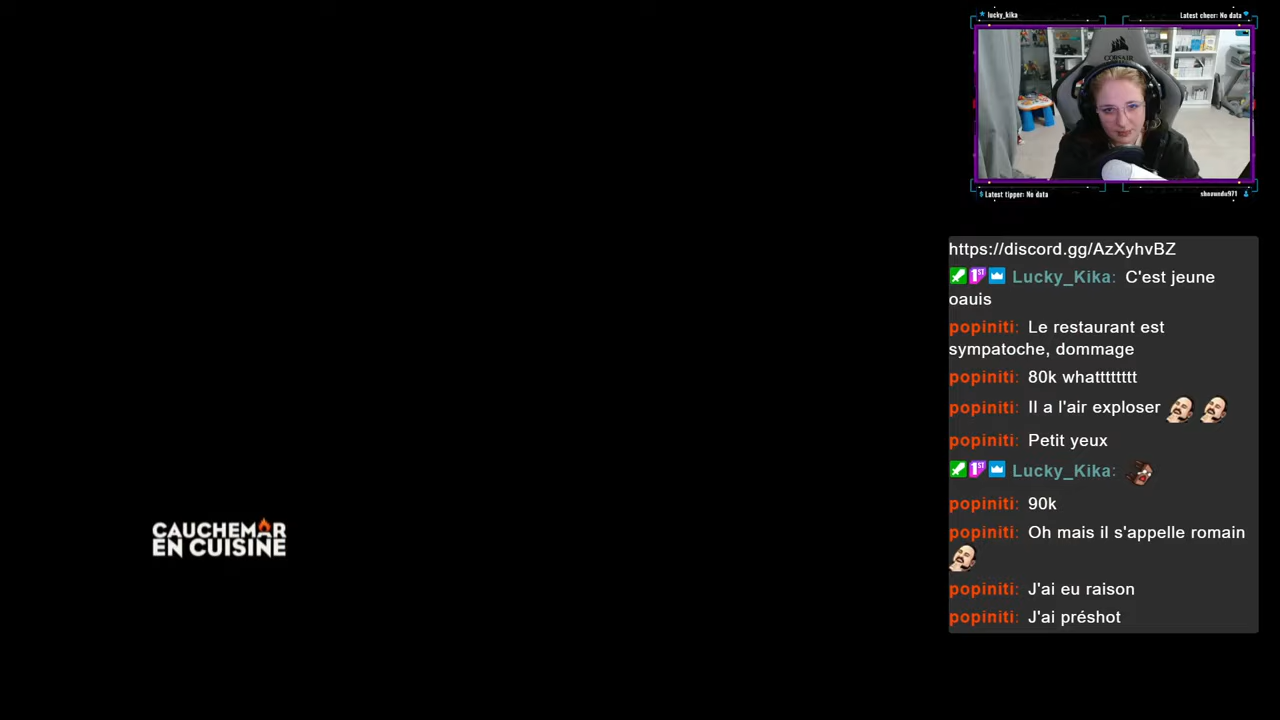 lucky_kika
Latest cheer: No data
CORSAIR
Latest tipper: No data
https://discord.gg/AzXyhvBZ
1ST Lucky_Kika: C'est jeune
oauis
popiniti: Le restaurant est
sympatoche, dommage
popiniti: 80k whatttttttt
popiniti: Il a l'air exploser
popiniti: Petit yeux
1ST Lucky_Kika:
popiniti: 90k
popiniti: Oh mais il s'appelle romain
popiniti: J'ai eu raison
popiniti: J'ai préshot
CAUCHEMAR
EN CUISINE